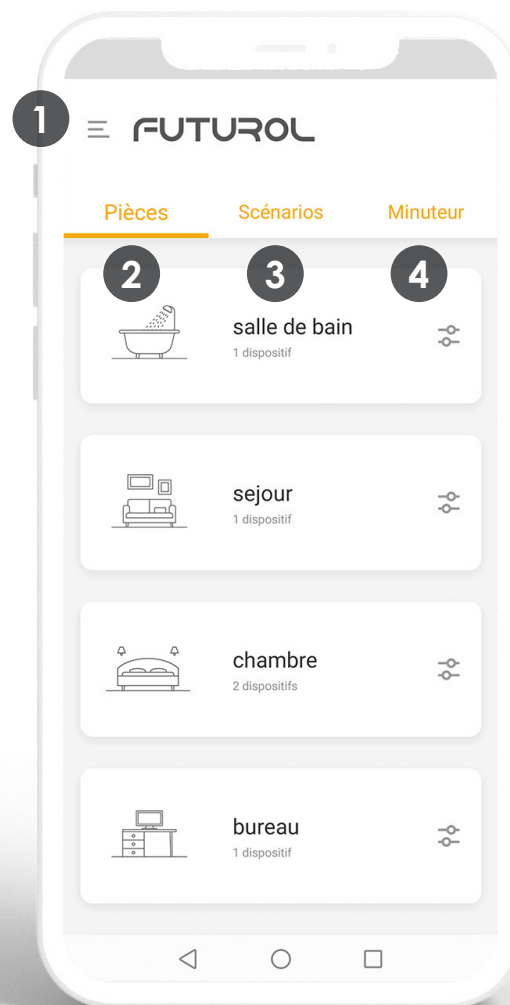 1
FUTUROL
Pièces Scénarios Minuteur
2 3 4
salle de bain
1 dispositif
sejour
1 dispositif
chambre
2 dispositifs
bureau
1 dispositif